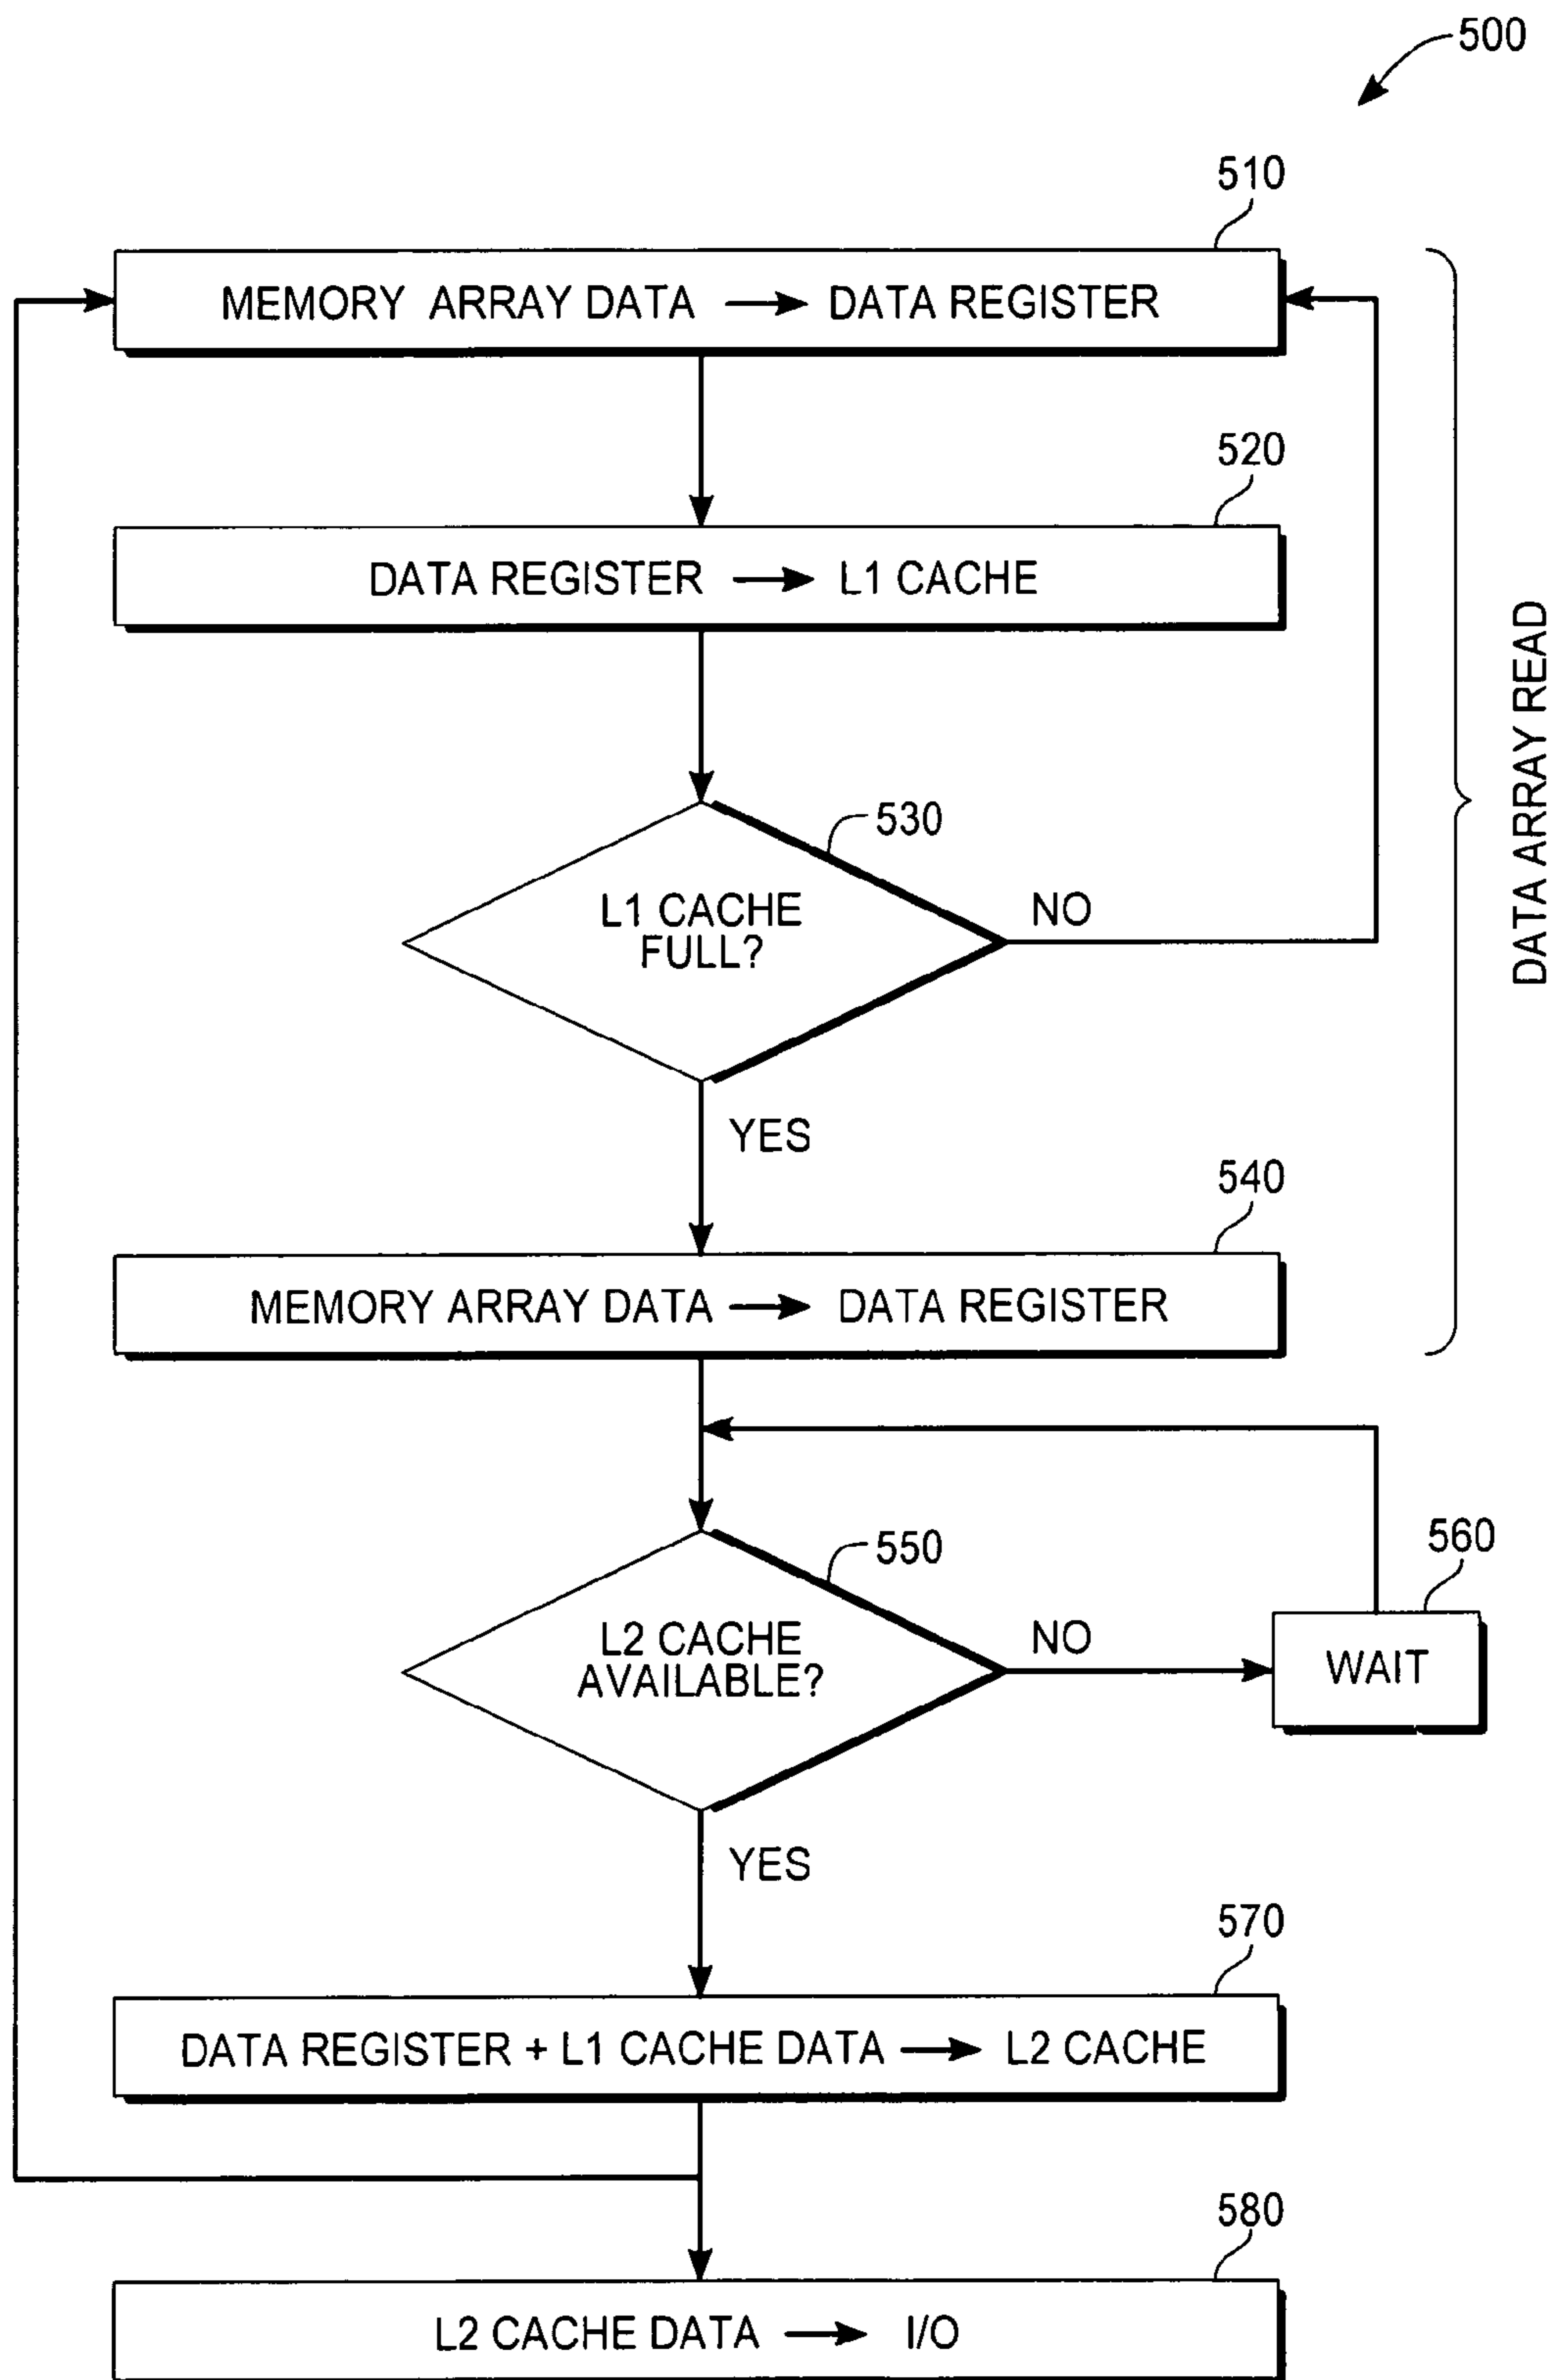 500
510
MEMORY ARRAY DATA → DATA REGISTER
520
DATA REGISTER → L1 CACHE
530
L1 CACHE
FULL?
NO
YES
DATA ARRAY READ
540
MEMORY ARRAY DATA → DATA REGISTER
550
L2 CACHE
AVAILABLE?
NO
560
WAIT
YES
570
DATA REGISTER + L1 CACHE DATA → L2 CACHE
580
L2 CACHE DATA → I/O